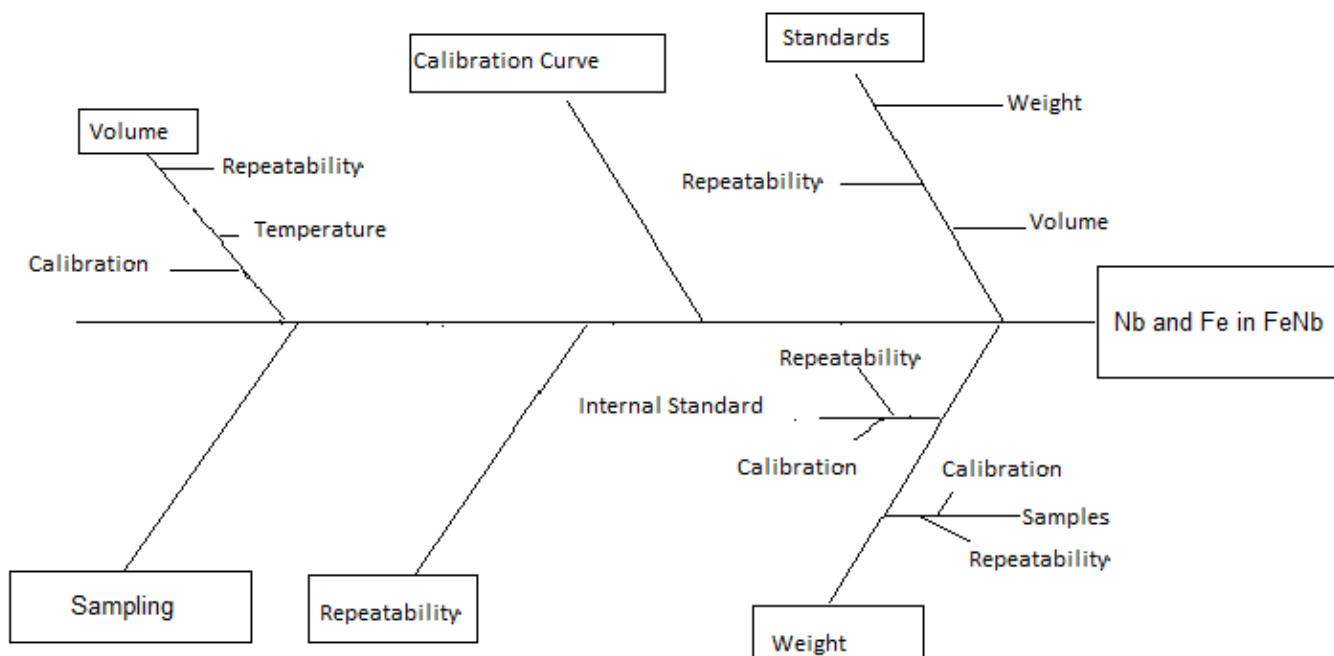 Standards
Calibration Curve
Weight
Volume
Repeatability
Repeatability
Volume
Temperature
Calibration
Nb and Fe in FeNb
Repeatability
Internal Standard
Calibration
Calibration
Samples
Repeatability
Sampling
Repeatability
Weight